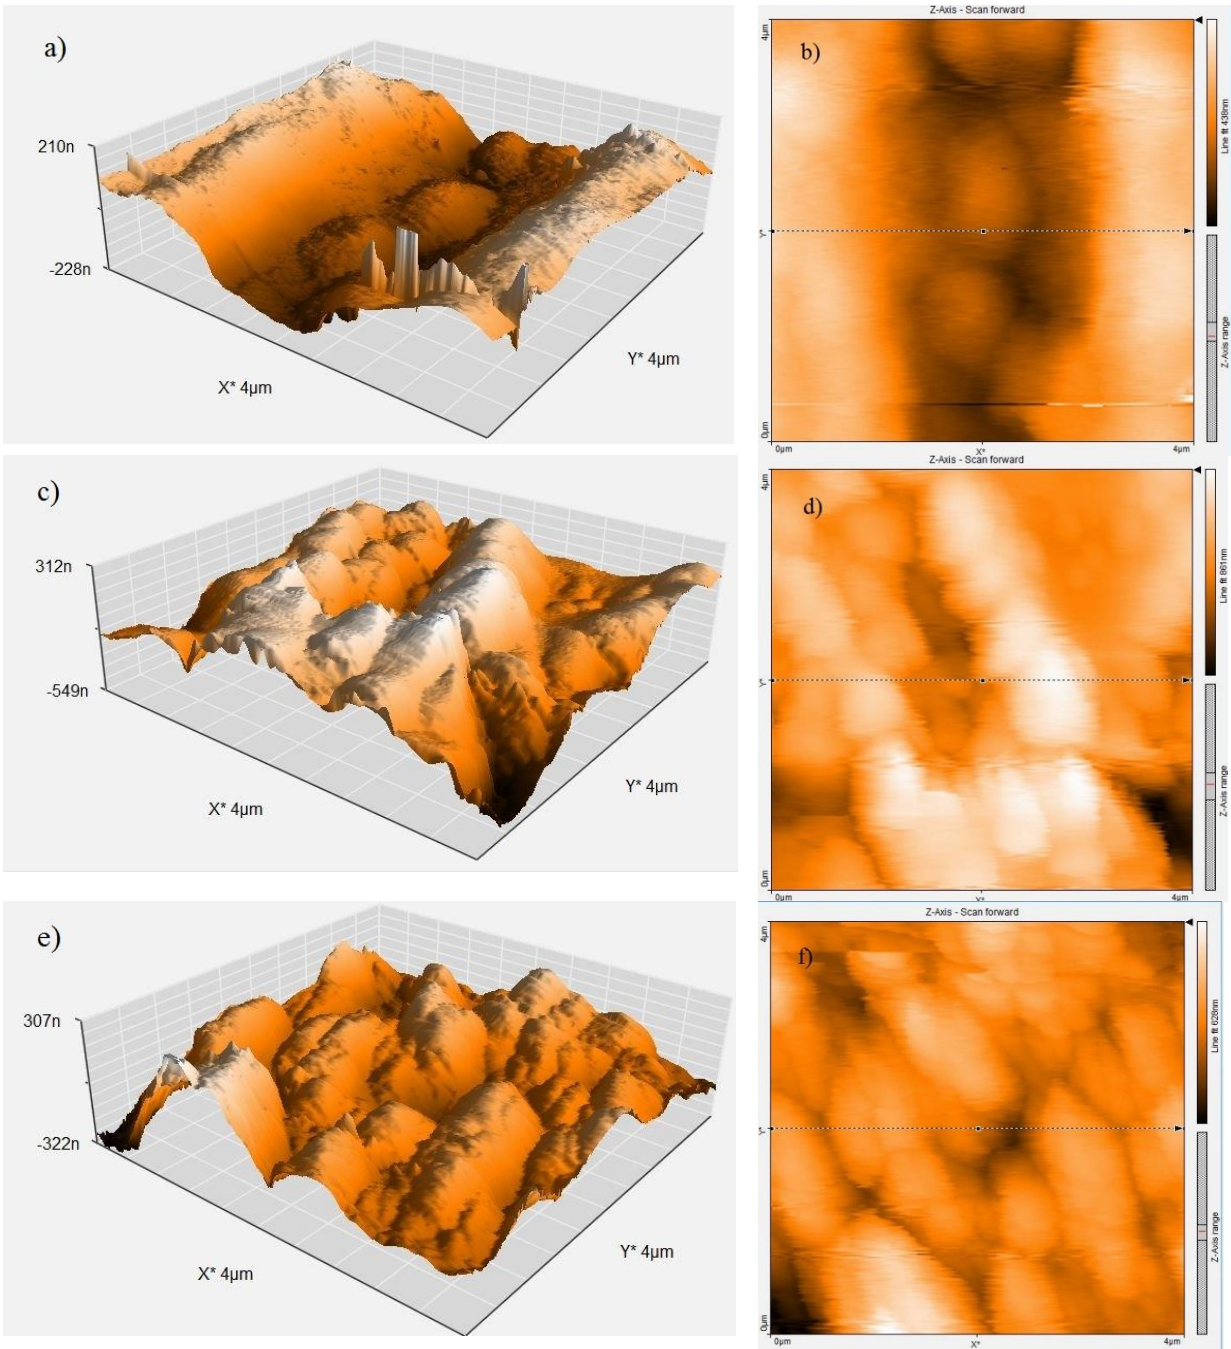 a)
210n
-228n
X* 4µm
Y* 4µm
Z-Axis - Scan forward
b)
4µm
Y*
0µm
0µm
X*
4µm
Line fit 438nm
Z-Axis range
c)
312n
-549n
X* 4µm
Y* 4µm
Z-Axis - Scan forward
d)
4µm
Y*
0µm
0µm
X*
4µm
Line fit 861nm
Z-Axis range
e)
307n
-322n
X* 4µm
Y* 4µm
Z-Axis - Scan forward
f)
4µm
Y*
0µm
0µm
X*
4µm
Line fit 628nm
Z-Axis range